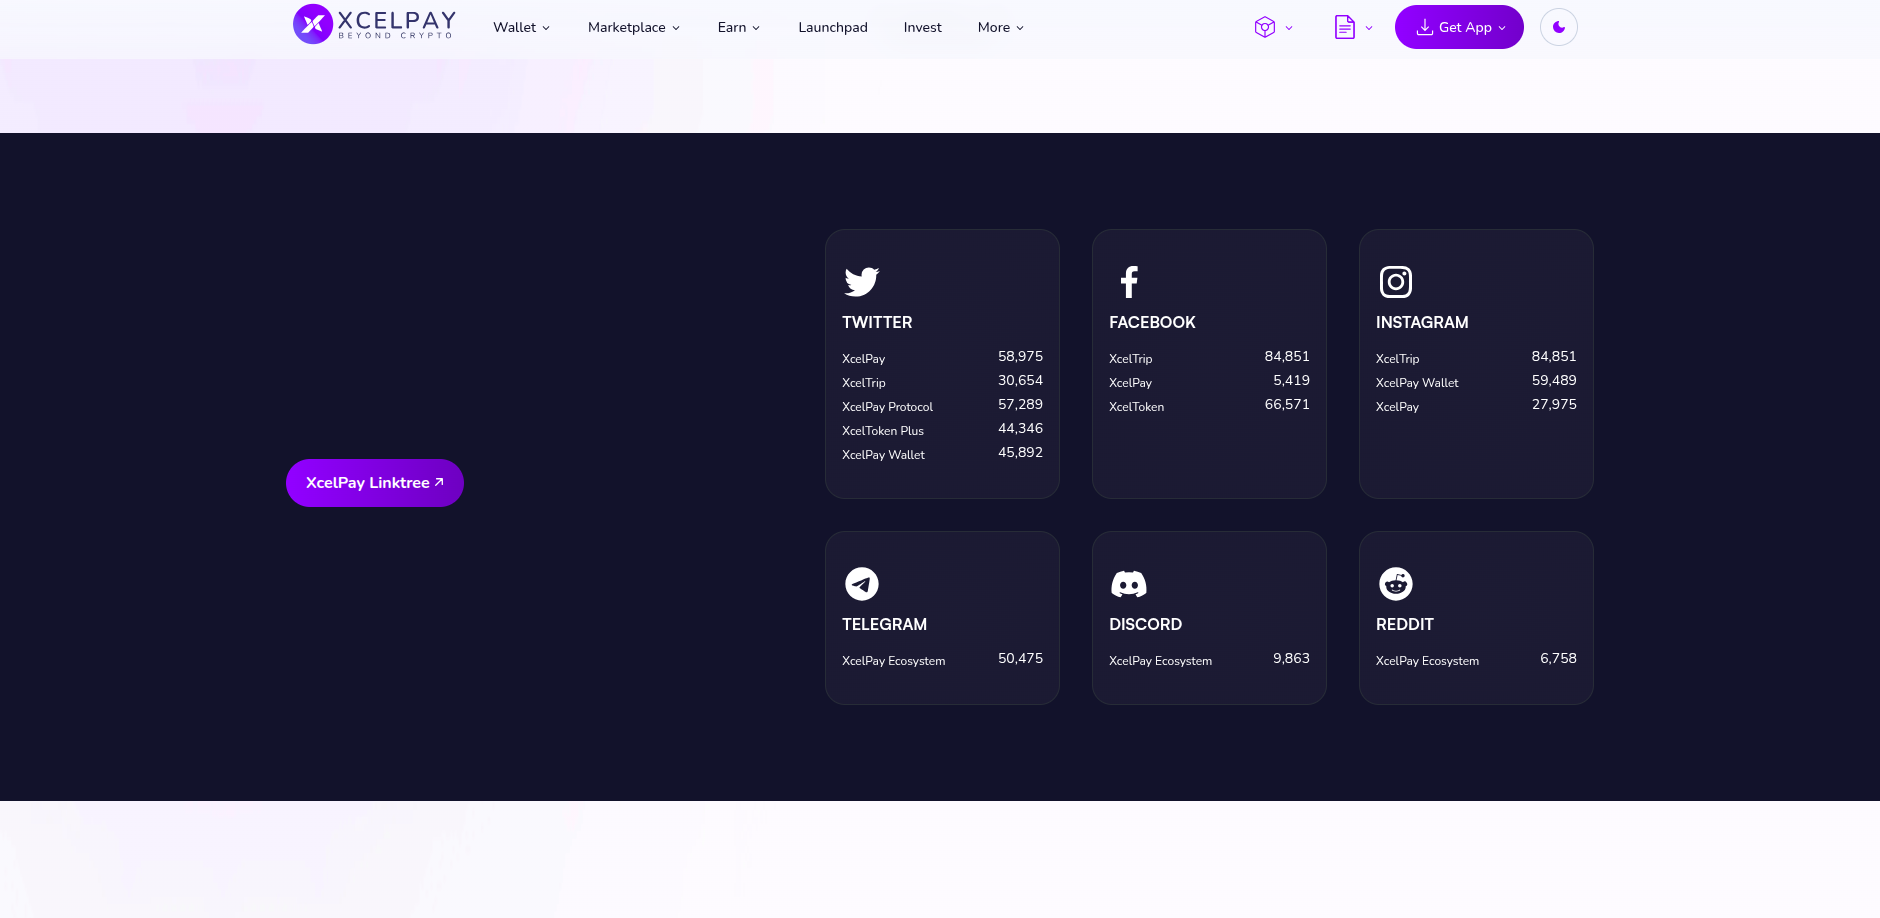 XCELPAY
BEYOND CRYPTO
Wallet
Marketplace
Earn
Launchpad
Invest
More
Get App
XcelPay Linktree
TWITTER
XcelPay 58,975
XcelTrip 30,654
XcelPay Protocol 57,289
XcelToken Plus 44,346
XcelPay Wallet 45,892
FACEBOOK
XcelTrip 84,851
XcelPay 5,419
XcelToken 66,571
INSTAGRAM
XcelTrip 84,851
XcelPay Wallet 59,489
XcelPay 27,975
TELEGRAM
XcelPay Ecosystem 50,475
DISCORD
XcelPay Ecosystem 9,863
REDDIT
XcelPay Ecosystem 6,758